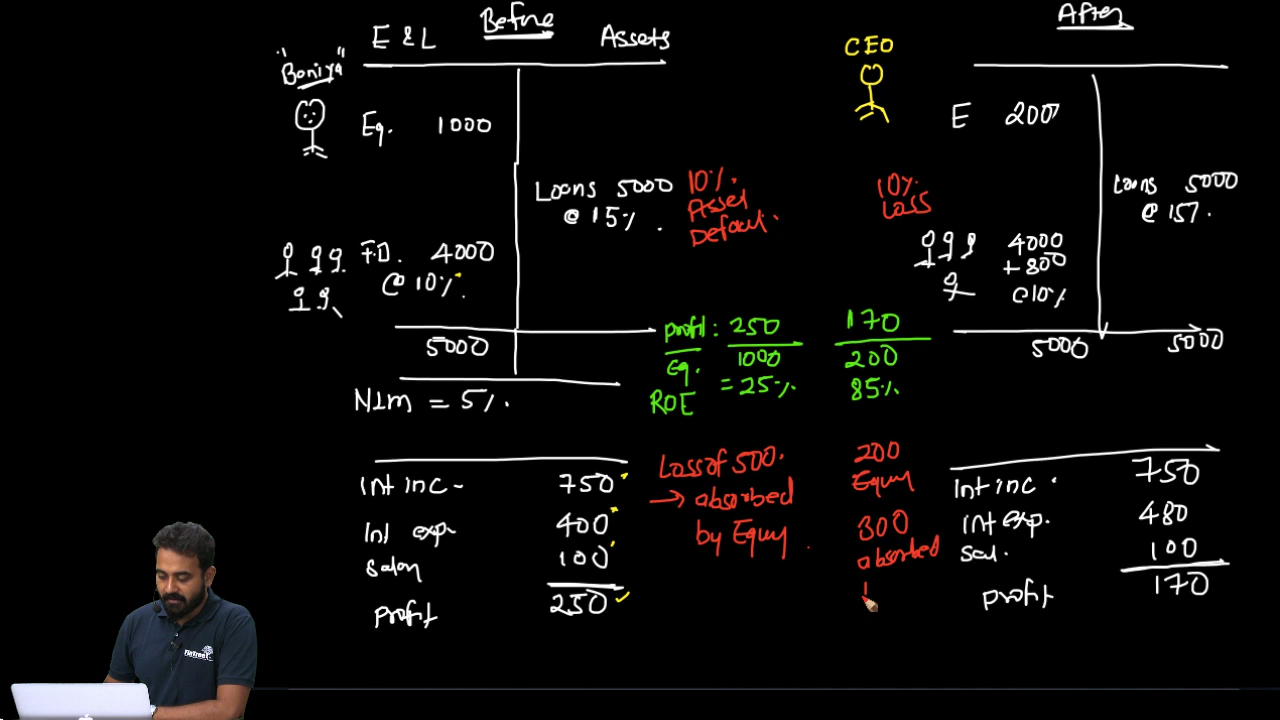 Before
After
E & L
Assets
CEO
"Baniya"
Eq. 1000
E 200
Loans 5000
@ 15%.
10%.
Asset
Default.
10%
Loss
Loans 5000
@ 15%.
F.D. 4000
@ 10%.
4000
+ 800
@10%
5000
5000
5000
profit : 250
Eq. 1000
ROE = 25%
170
200
85%
NIM = 5%.
Loss of 500.
→ absorbed
by Equity.
200
Equity
300
absorbed
Int inc - 750
Int exp. 400
Salary 100
profit 250
Int inc. 750
int exp. 480
sal. 100
profit 170
FinTree